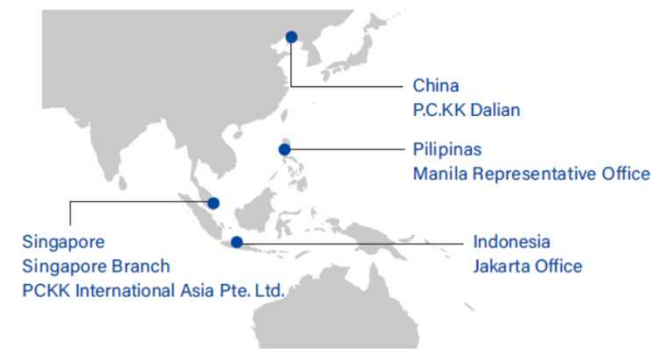 China
P.C.KK Dalian
Pilipinas
Manila Representative Office
Singapore
Singapore Branch
PCKK International Asia Pte. Ltd.
Indonesia
Jakarta Office